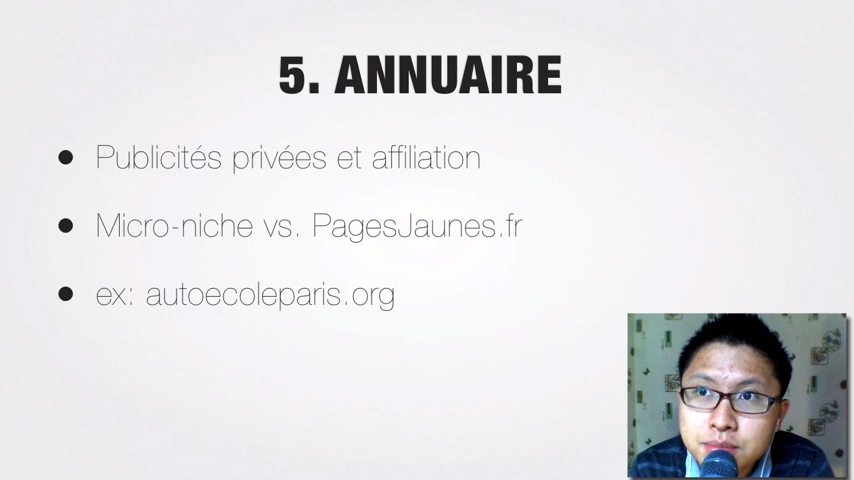 5. ANNUAIRE
• Publicités privées et affiliation
• Micro-niche vs. PagesJaunes.fr
• ex: autoecoleparis.org